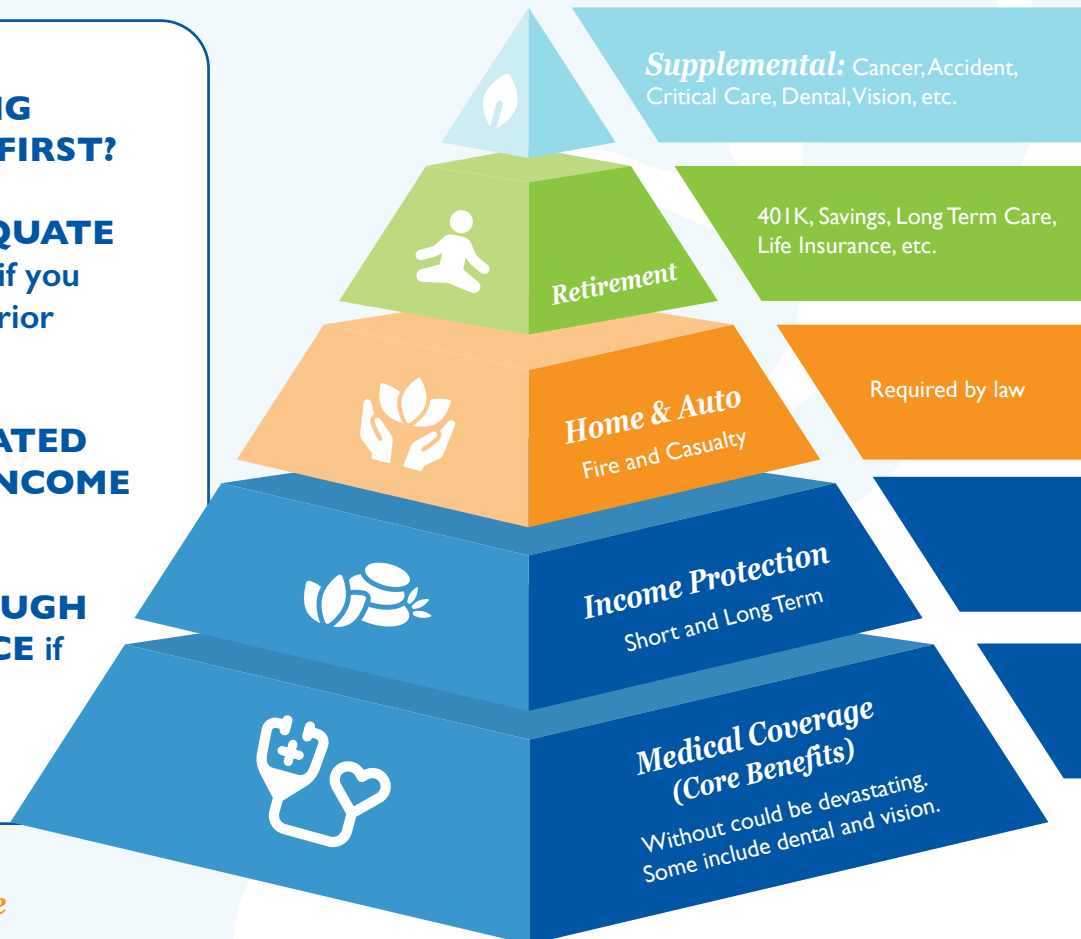 IG
FIRST?
QUATE
if you
rior
ATED
NCOME
UGH
CE if
e
Supplemental: Cancer, Accident,
Critical Care, Dental, Vision, etc.
Retirement
401K, Savings, Long Term Care,
Life Insurance, etc.
Home & Auto
Fire and Casualty
Required by law
Income Protection
Short and Long Term
Medical Coverage
(Core Benefits)
Without could be devastating.
Some include dental and vision.